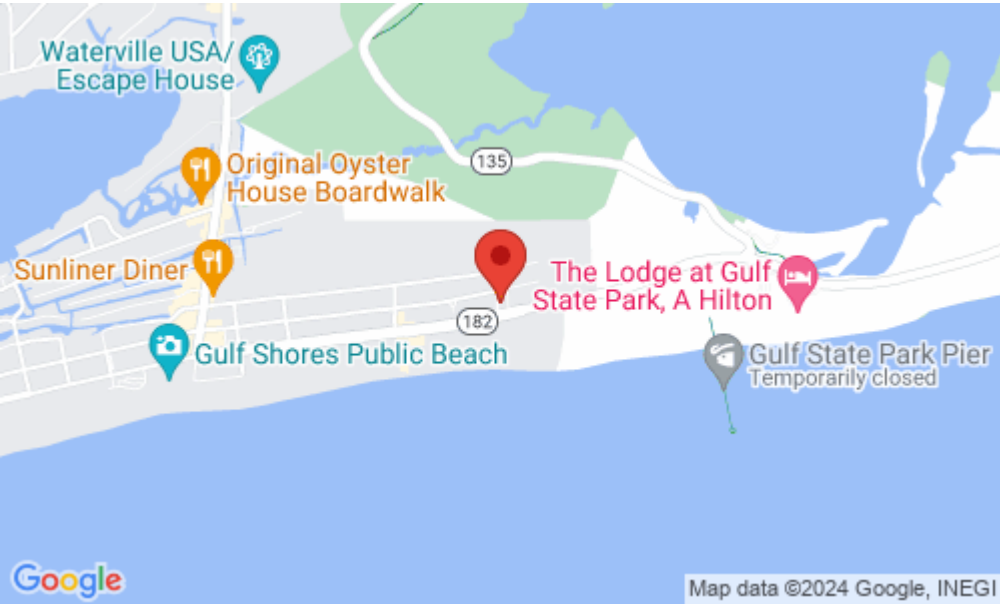 Waterville USA/
Escape House
Original Oyster
House Boardwalk
135
Sunliner Diner
The Lodge at Gulf
State Park, A Hilton
182
Gulf Shores Public Beach
Gulf State Park Pier
Temporarily closed
Google
Map data ©2024 Google, INEGI